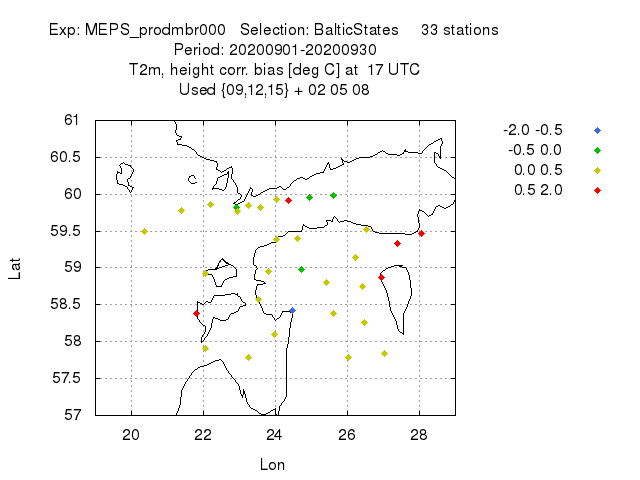 Exp: MEPS_prodmbr000 Selection: BalticStates 33 stations
Period: 20200901-20200930
T2m, height corr. bias [deg C] at 17 UTC
Used {09,12,15} + 02 05 08
-2.0 -0.5
-0.5 0.0
0.0 0.5
0.5 2.0
61
60.5
60
59.5
59
58.5
58
57.5
57
Lat
20 22 24 26 28
Lon